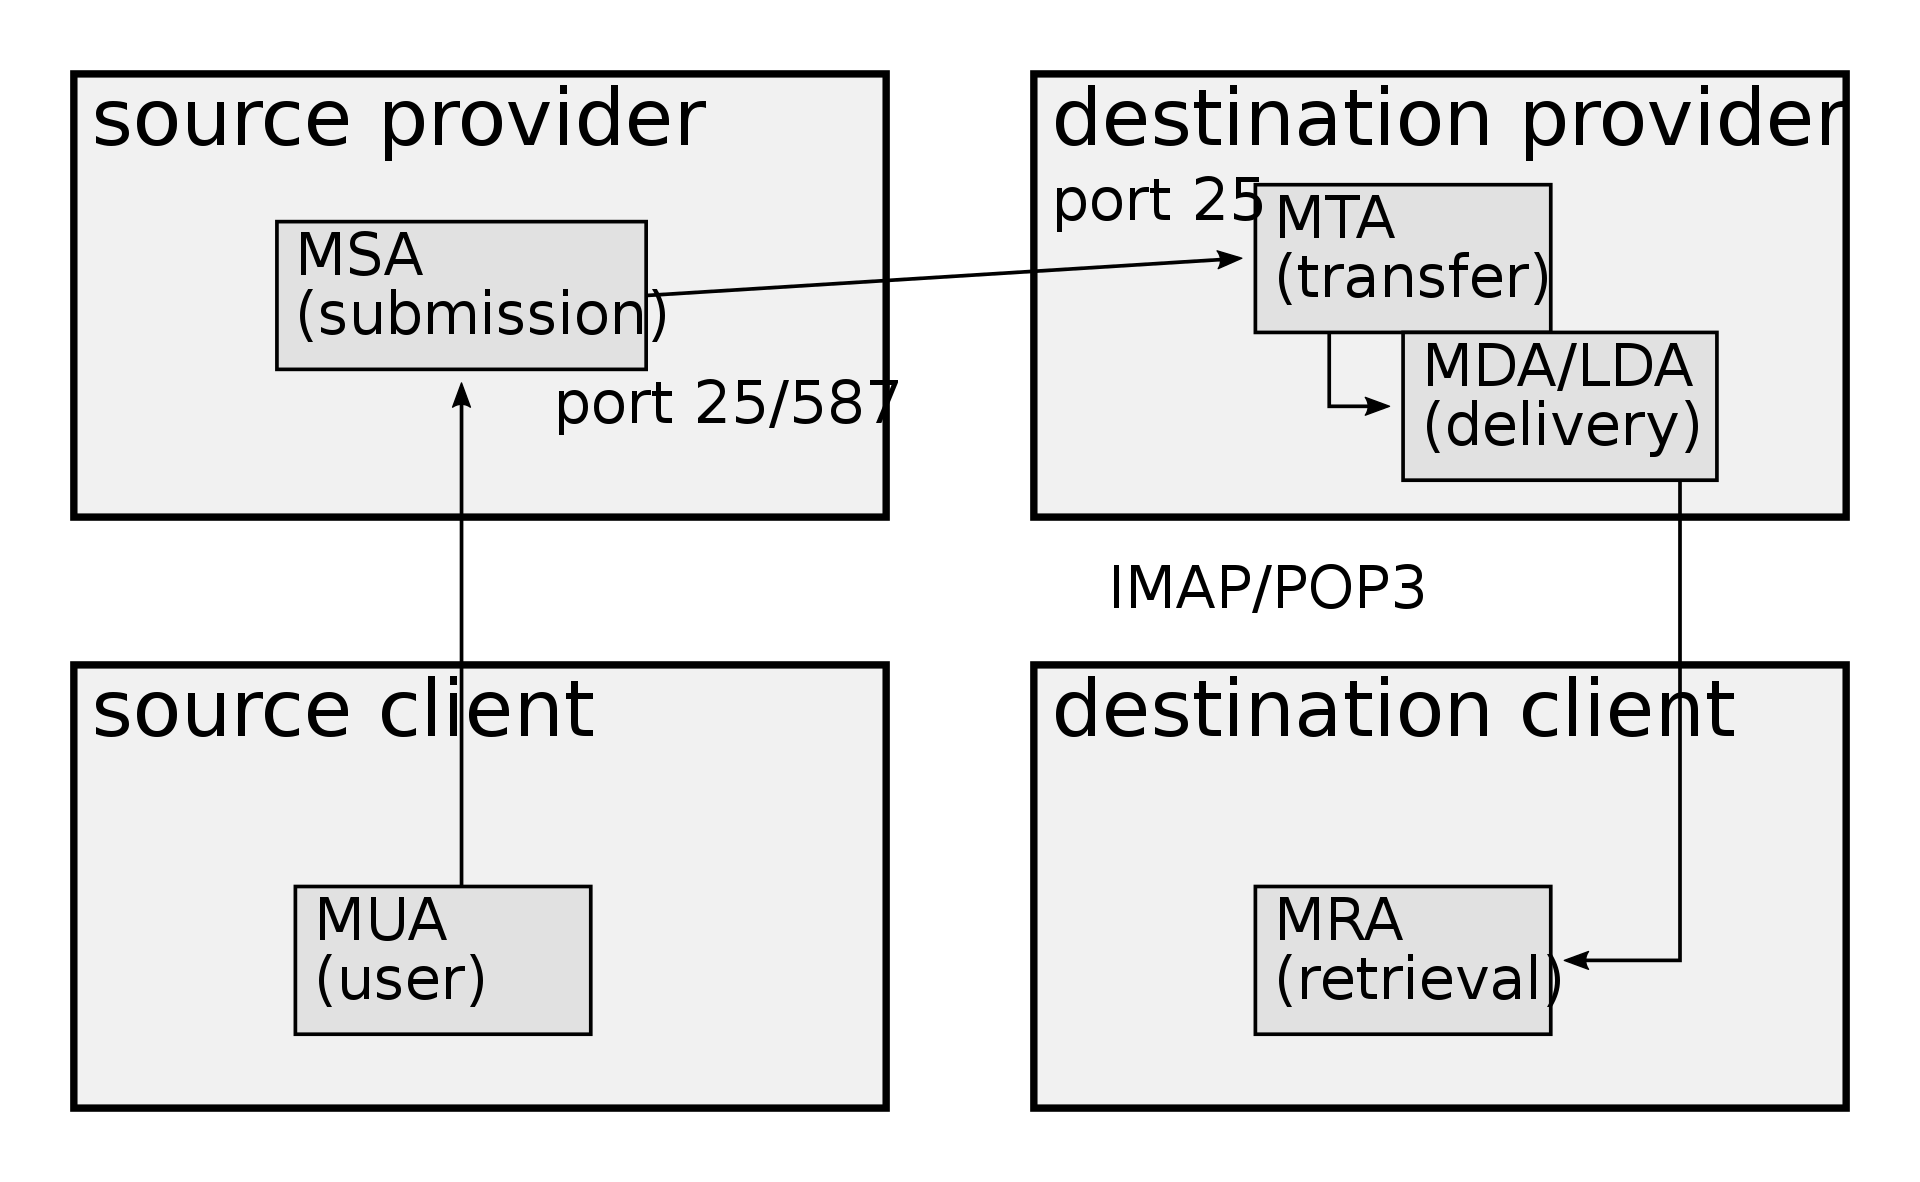 source provider
MSA
(submission)
port 25/587
destination provider
port 25
MTA
(transfer)
MDA/LDA
(delivery)
IMAP/POP3
source client
MUA
(user)
destination client
MRA
(retrieval)